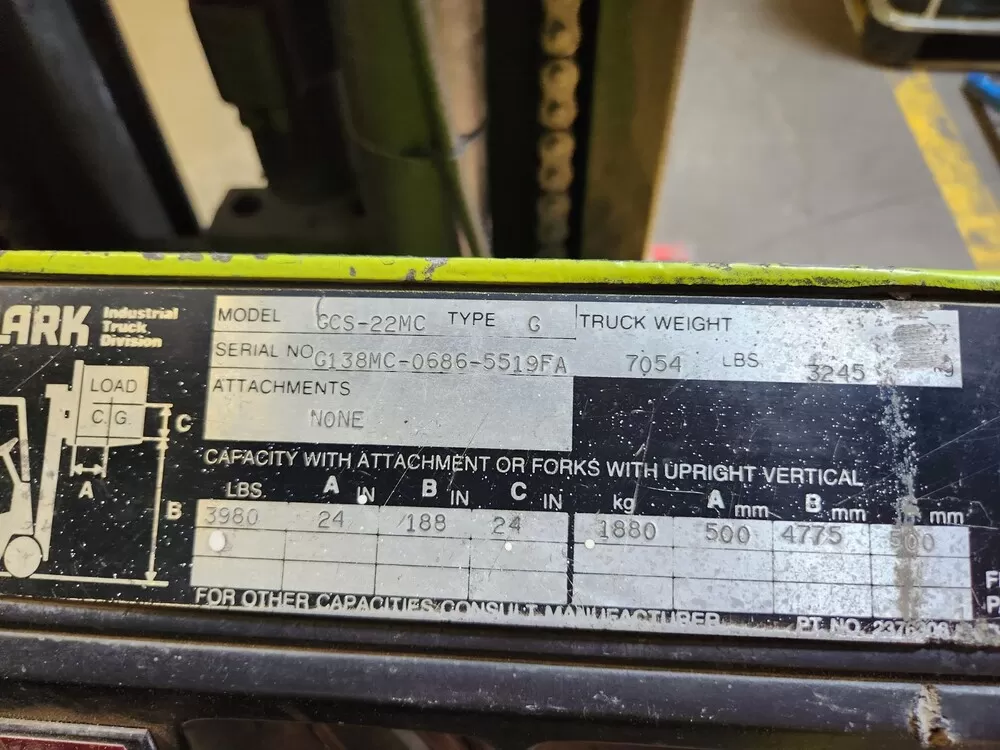 ARK Industrial
Truck
Division
MODEL GCS-22MC TYPE G TRUCK WEIGHT
SERIAL NO G138MC-0686-5519FA 7054 LBS 3245
ATTACHMENTS
NONE
LOAD
C.G.
C
A
B
CAPACITY WITH ATTACHMENT OR FORKS WITH UPRIGHT VERTICAL
LBS A IN B IN C IN kg A mm B mm mm
3980 24 188 24 1880 500 4775 500
FOR OTHER CAPACITIES CONSULT MANUFACTURER PT NO.